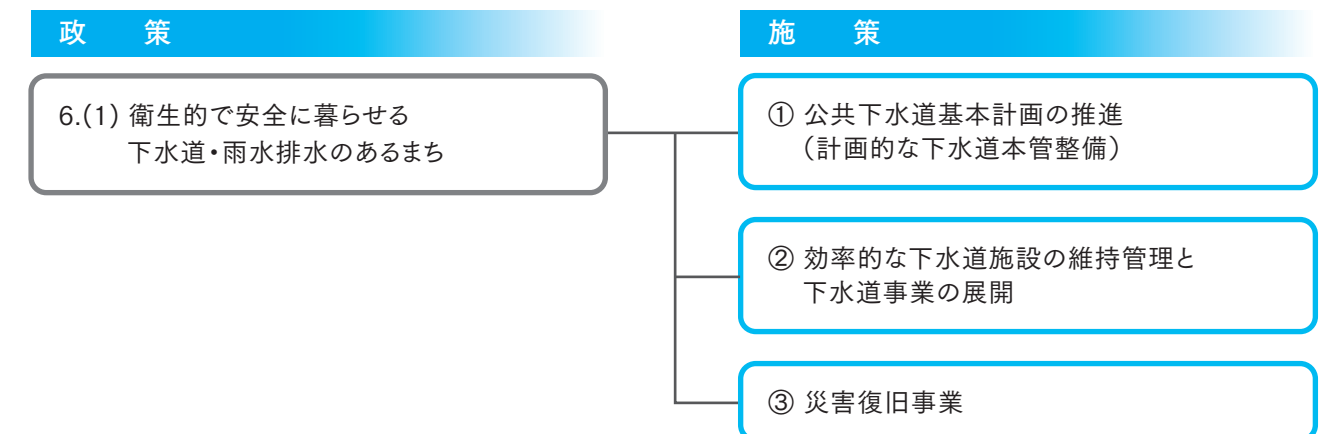 政　策
施　策
6.(1) 衛生的で安全に暮らせる
下水道・雨水排水のあるまち
① 公共下水道基本計画の推進
（計画的な下水道本管整備）
② 効率的な下水道施設の維持管理と
下水道事業の展開
③ 災害復旧事業